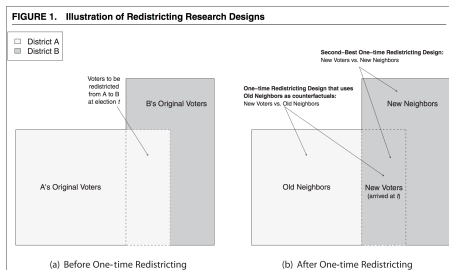 FIGURE 1. Illustration of Redistricting Research Designs
District A
District B
Voters to be
redistricted
from A to B
at election t
B's Original Voters
A's Original Voters
(a) Before One-time Redistricting
Second-Best One-time Redistricting Design:
New Voters vs. New Neighbors
One-time Redistricting Design that uses
Old Neighbors as counterfactuals:
New Voters vs. Old Neighbors
New Neighbors
Old Neighbors
New Voters
(arrived at t)
(b) After One-time Redistricting